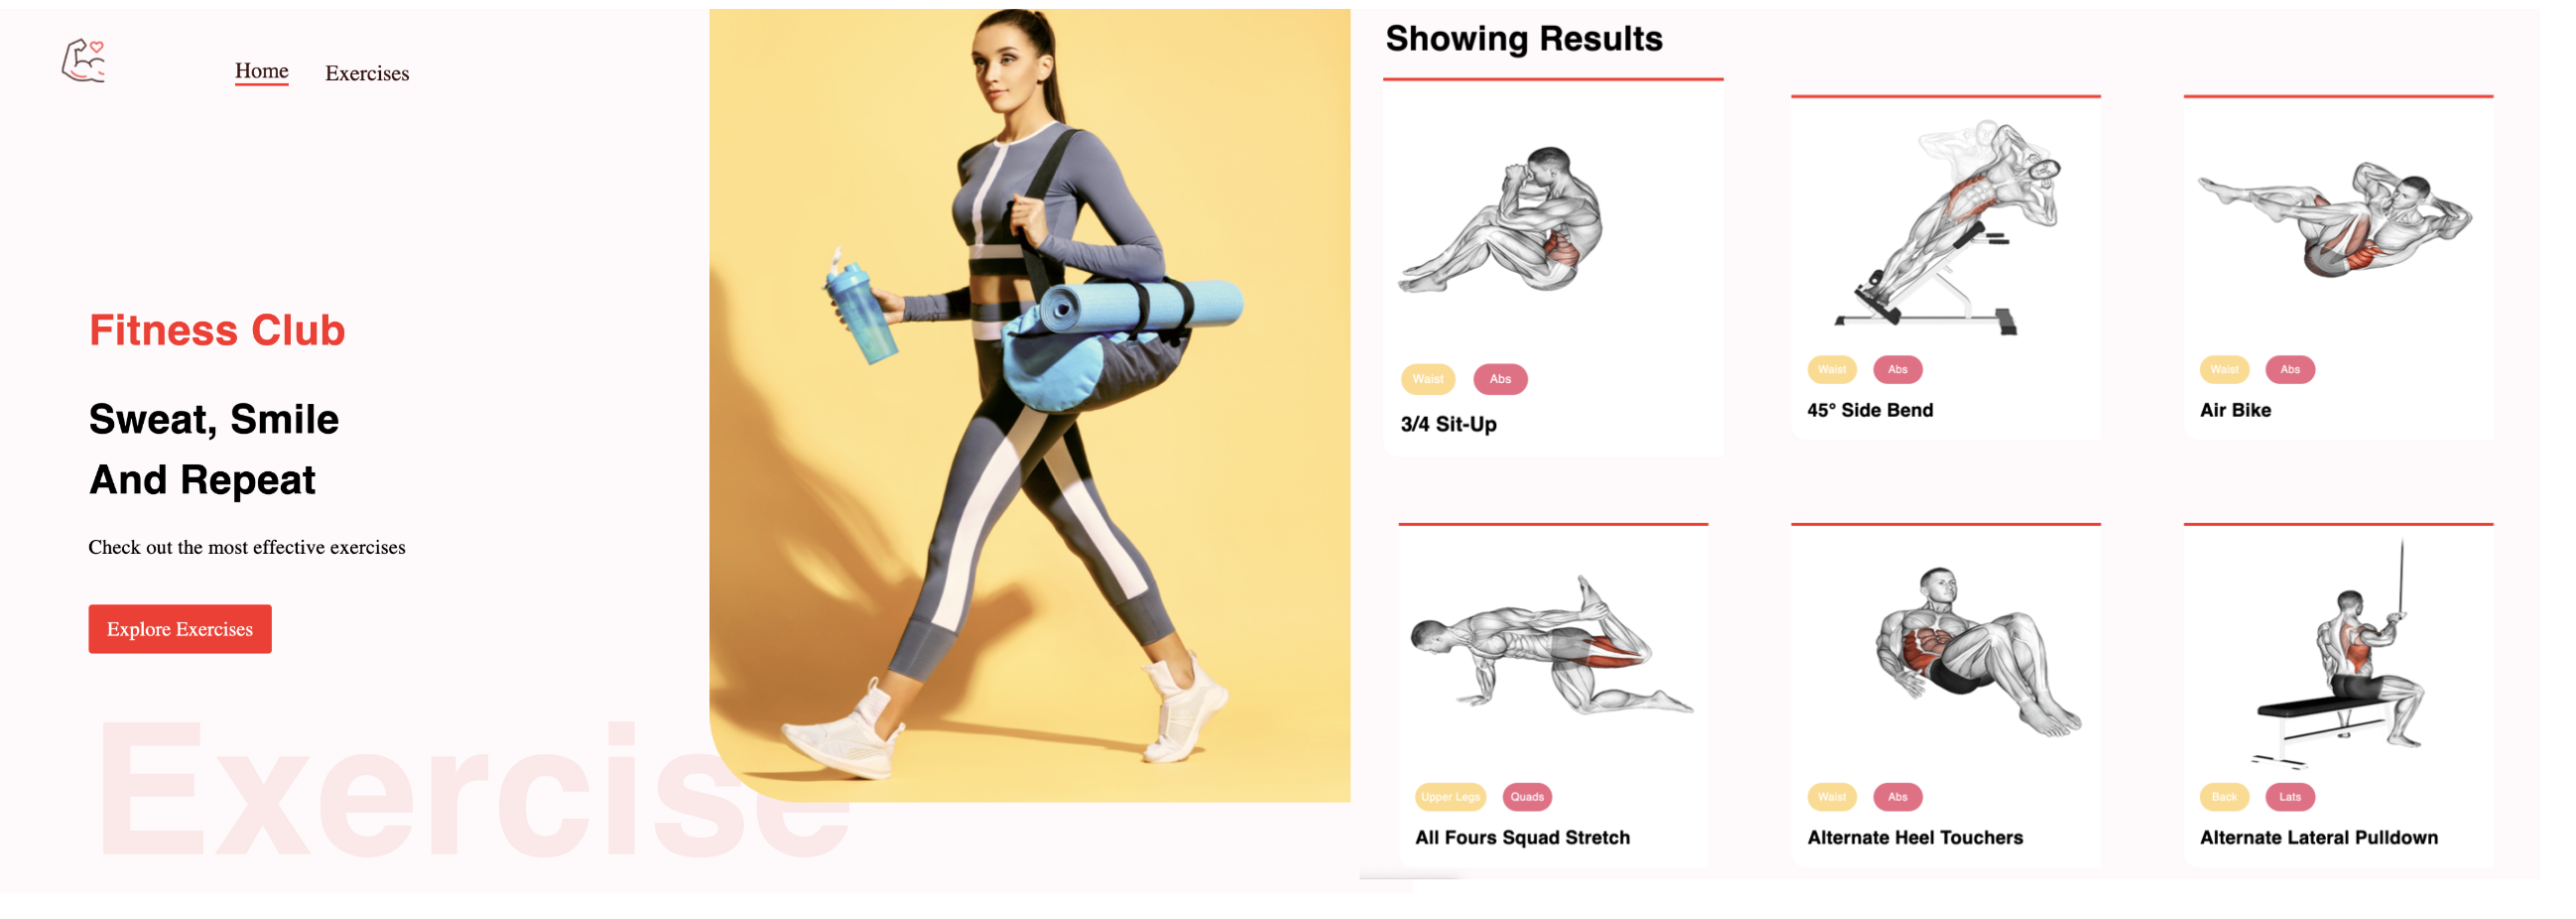 Home
Exercises
Fitness Club
Sweat, Smile
And Repeat
Check out the most effective exercises
Explore Exercises
Exercise
Showing Results
Waist
Abs
3/4 Sit-Up
Waist
Abs
45° Side Bend
Waist
Abs
Air Bike
Upper Legs
Quads
All Fours Squad Stretch
Waist
Abs
Alternate Heel Touchers
Back
Lats
Alternate Lateral Pulldown